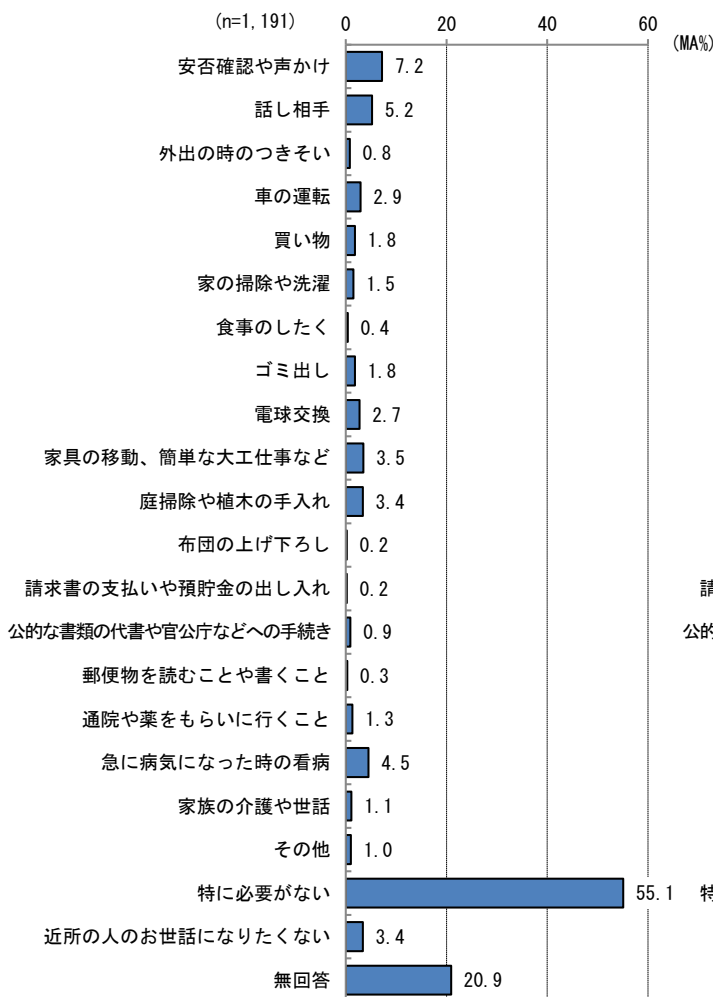 (n=1,191)
0 20 40 60
(MA%)
安否確認や声かけ 7.2
話し相手 5.2
外出の時のつきそい 0.8
車の運転 2.9
買い物 1.8
家の掃除や洗濯 1.5
食事のしたく 0.4
ゴミ出し 1.8
電球交換 2.7
家具の移動、簡単な大工仕事など 3.5
庭掃除や植木の手入れ 3.4
布団の上げ下ろし 0.2
請求書の支払いや預貯金の出し入れ 0.2 請
公的な書類の代書や官公庁などへの手続き 0.9 公的
郵便物を読むことや書くこと 0.3
通院や薬をもらいに行くこと 1.3
急に病気になった時の看病 4.5
家族の介護や世話 1.1
その他 1.0
特に必要がない 55.1 特
近所の人のお世話になりたくない 3.4
無回答 20.9